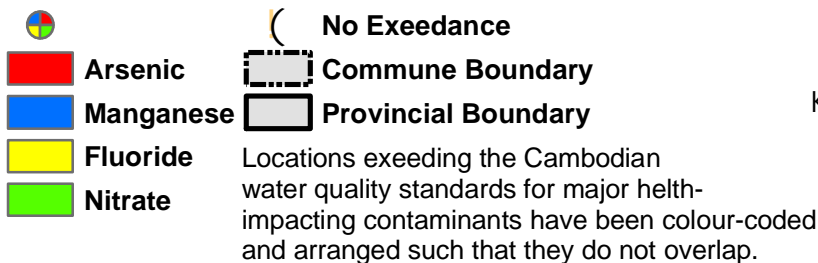 ( No Exeedance
Arsenic Commune Boundary
Manganese Provincial Boundary
Fluoride
Nitrate
Locations exeeding the Cambodian
water quality standards for major helth-
impacting contaminants have been colour-coded
and arranged such that they do not overlap.